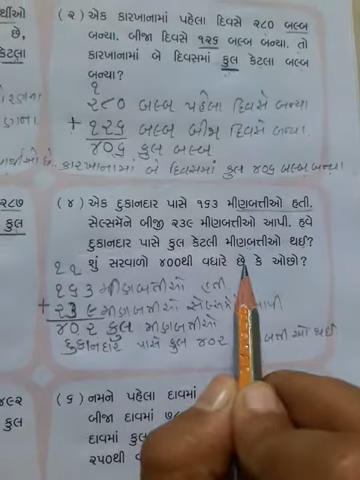 ર્થીઓ
છે,
કેટલા
(૨) એક કારખાનામાં પહેલા દિવસે ૨૮૦ બલ્બ
બન્યા. બીજા દિવસે ૧૨૬ બલ્બ બન્યા. તો
કારખાનામાં બે દિવસમાં કુલ કેટલા બલ્બ
બન્યા?
૧
૨૮૦ બલ્બ પહેલા દિવસે બન્યા
+ ૧૨૬ બલ્બ બીજા દિવસે બન્યા.
૪૦૬ કુલ બલ્બ
કારખાનામાં બે દિવસમાં કુલ ૪૦૬ બલ્બ બન્યા
૨૮૭
કુલ
(૪) એક દુકાનદાર પાસે ૧૬૩ મીણબત્તીઓ હતી.
સેલ્સમેને બીજી ૨૩૯ મીણબત્તીઓ આપી. હવે
દુકાનદાર પાસે કુલ કેટલી મીણબત્તીઓ થઈ?
શું સરવાળો ૪૦૦થી વધારે છે કે ઓછો?
૧૧
૧૬૩ મીણબત્તીઓ હતી
+ ૨૩૯ મીણબત્તીઓ આપી
૪૦૨ કુલ મીણબત્તીઓ
દુકાનદાર પાસે કુલ ૪૦૨ થઈ
૪૯૨
કુલ
(૬) નમને પહેલા દાવમાં
બીજા દાવમાં
દાવમાં કુલ
૨૫૦થી